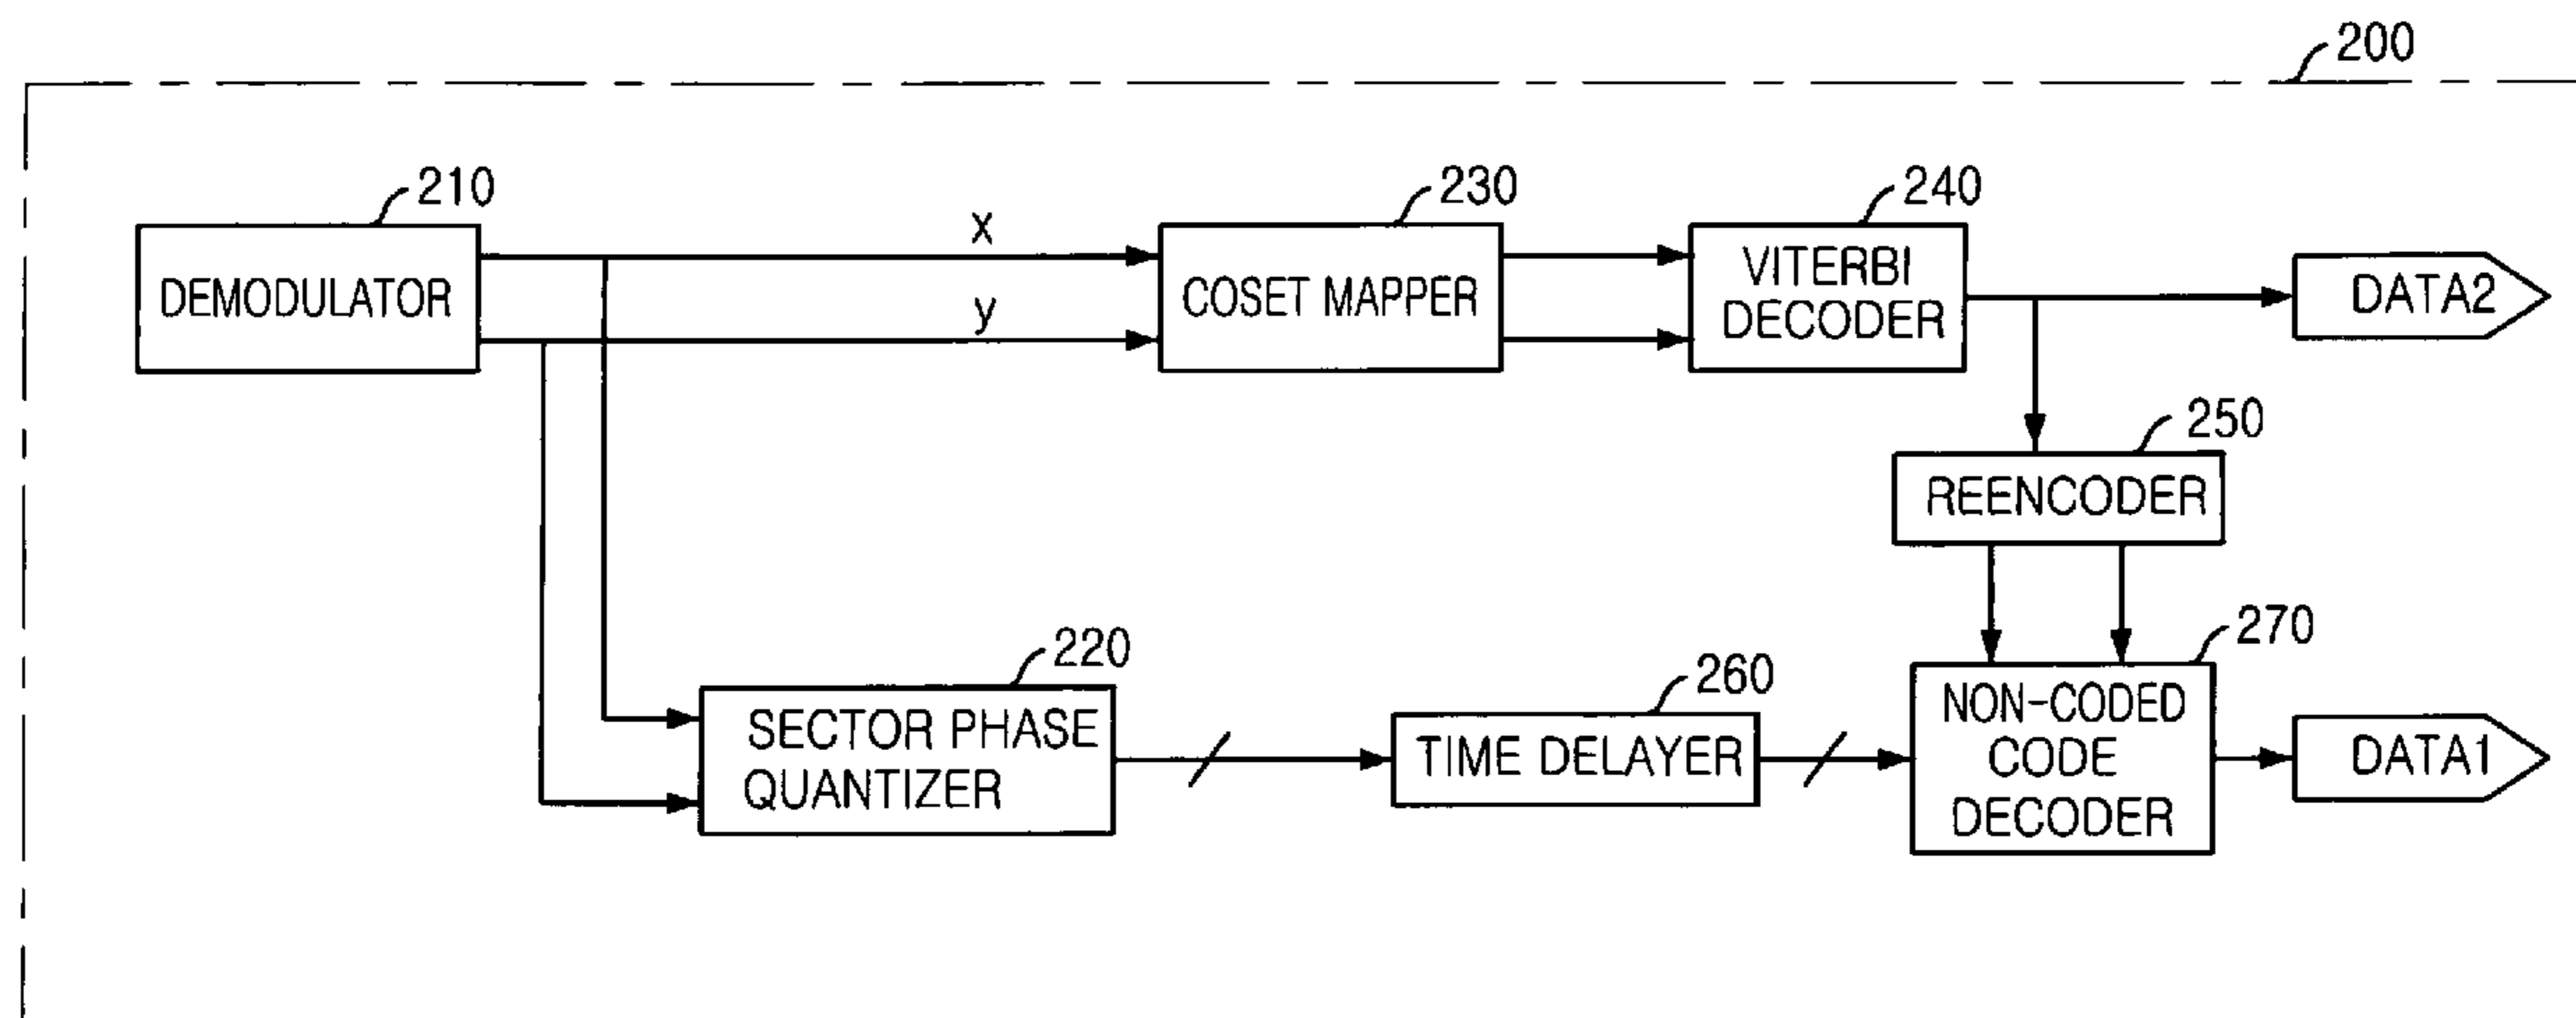 200
210
230
240
x
y
DEMODULATOR
COSET MAPPER
VITERBI
DECODER
DATA2
250
REENCODER
220
260
270
SECTOR PHASE
QUANTIZER
TIME DELAYER
NON-CODED
CODE
DECODER
DATA1